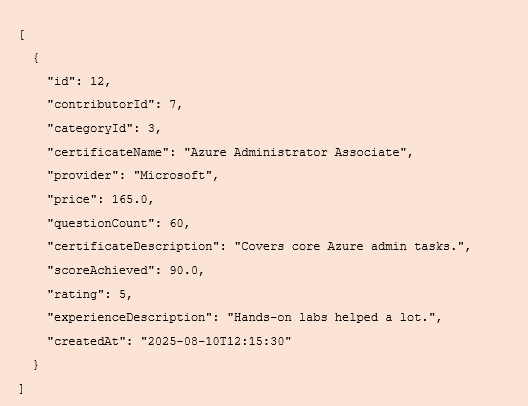 [
  {
    "id": 12,
    "contributorId": 7,
    "categoryId": 3,
    "certificateName": "Azure Administrator Associate",
    "provider": "Microsoft",
    "price": 165.0,
    "questionCount": 60,
    "certificateDescription": "Covers core Azure admin tasks.",
    "scoreAchieved": 90.0,
    "rating": 5,
    "experienceDescription": "Hands-on labs helped a lot.",
    "createdAt": "2025-08-10T12:15:30"
  }
]